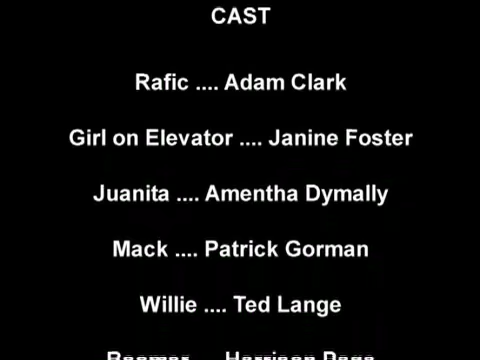 CAST
Rafic .... Adam Clark
Girl on Elevator .... Janine Foster
Juanita .... Amentha Dymally
Mack .... Patrick Gorman
Willie .... Ted Lange